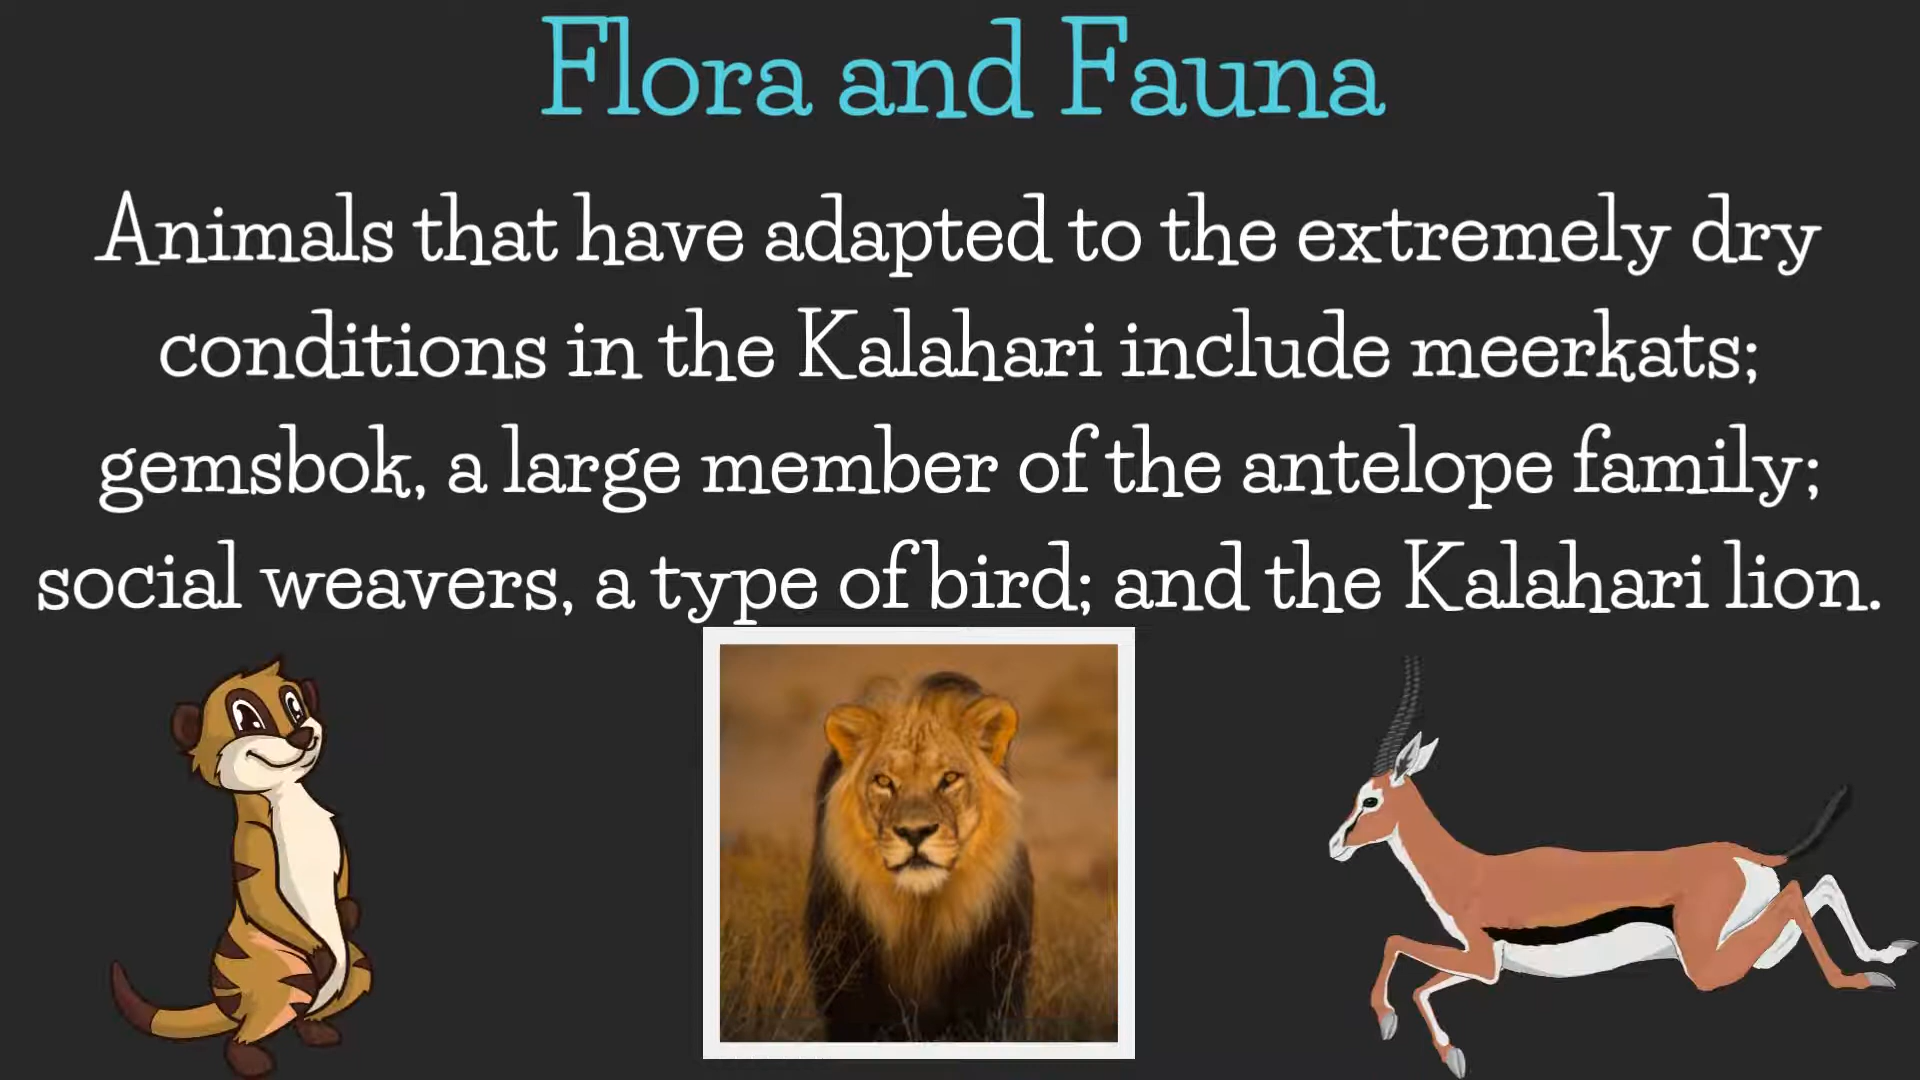 Flora and Fauna
Animals that have adapted to the extremely dry
conditions in the Kalahari include meerkats;
gemsbok, a large member of the antelope family;
social weavers, a type of bird; and the Kalahari lion.